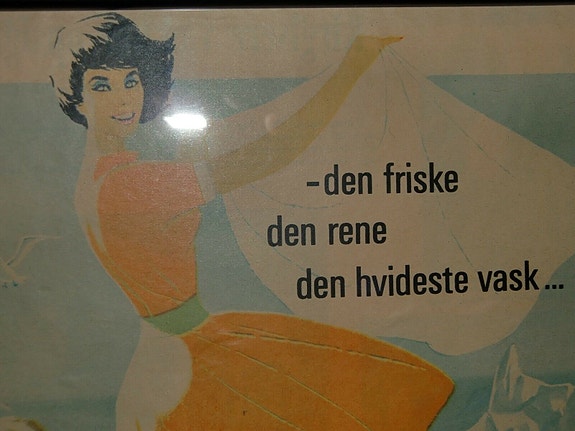 -den friske
den rene
den hvideste vask...